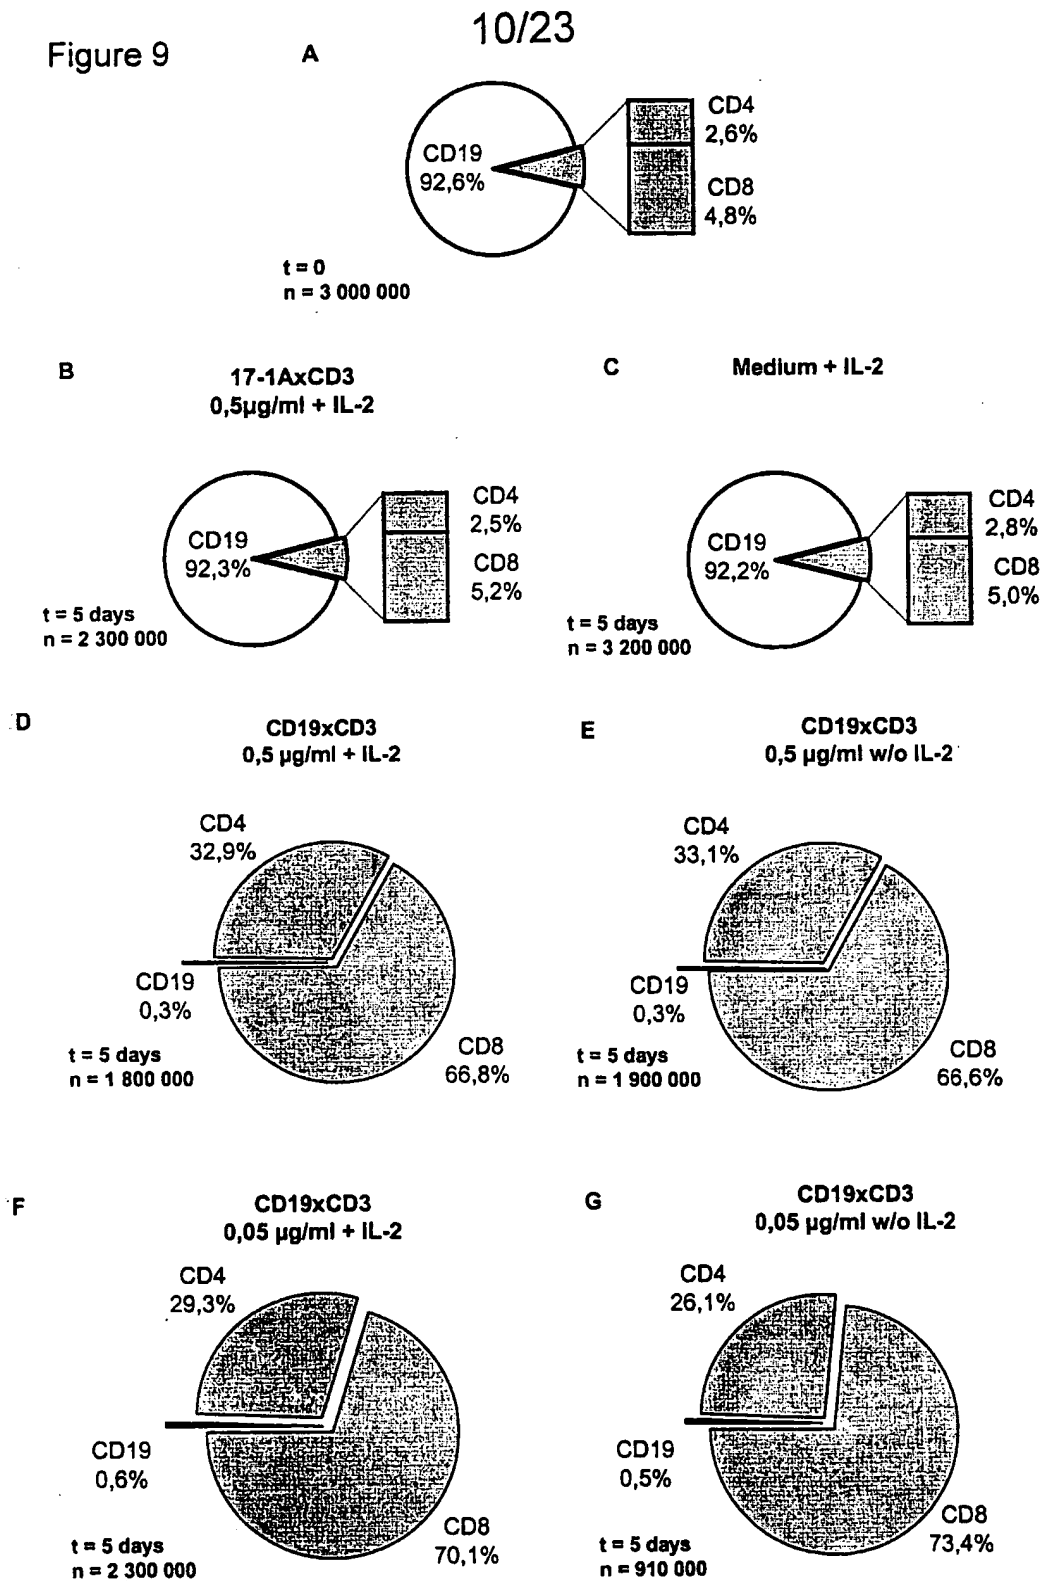 10/23
Figure 9
A
CD19
92,6%
CD4
2,6%
CD8
4,8%
t = 0
n = 3 000 000
B
17-1AxCD3
0,5µg/ml + IL-2
CD19
92,3%
CD4
2,5%
CD8
5,2%
t = 5 days
n = 2 300 000
C
Medium + IL-2
CD19
92,2%
CD4
2,8%
CD8
5,0%
t = 5 days
n = 3 200 000
D
CD19xCD3
0,5 µg/ml + IL-2
CD4
32,9%
CD19
0,3%
CD8
66,8%
t = 5 days
n = 1 800 000
E
CD19xCD3
0,5 µg/ml w/o IL-2
CD4
33,1%
CD19
0,3%
CD8
66,6%
t = 5 days
n = 1 900 000
F
CD19xCD3
0,05 µg/ml + IL-2
CD4
29,3%
CD19
0,6%
CD8
70,1%
t = 5 days
n = 2 300 000
G
CD19xCD3
0,05 µg/ml w/o IL-2
CD4
26,1%
CD19
0,5%
CD8
73,4%
t = 5 days
n = 910 000